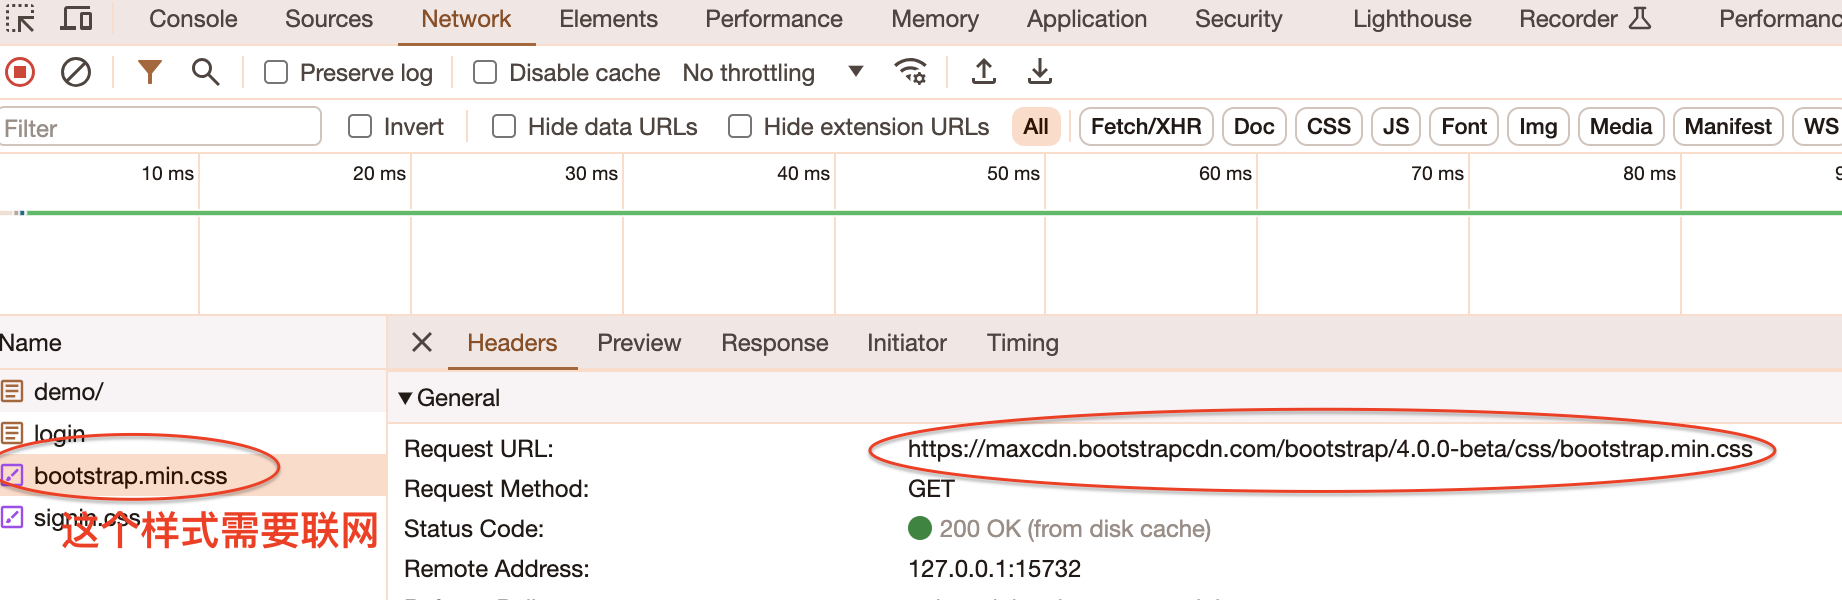 Console Sources Network Elements Performance Memory Application Security Lighthouse Recorder Performanc
Preserve log Disable cache No throttling
Filter Invert Hide data URLs Hide extension URLs All Fetch/XHR Doc CSS JS Font Img Media Manifest WS
10 ms 20 ms 30 ms 40 ms 50 ms 60 ms 70 ms 80 ms 9
Name Headers Preview Response Initiator Timing
demo/
General
login
Request URL: https://maxcdn.bootstrapcdn.com/bootstrap/4.0.0-beta/css/bootstrap.min.css
bootstrap.min.css
Request Method: GET
signin.css
这个样式需要联网
Status Code: 200 OK (from disk cache)
Remote Address: 127.0.0.1:15732